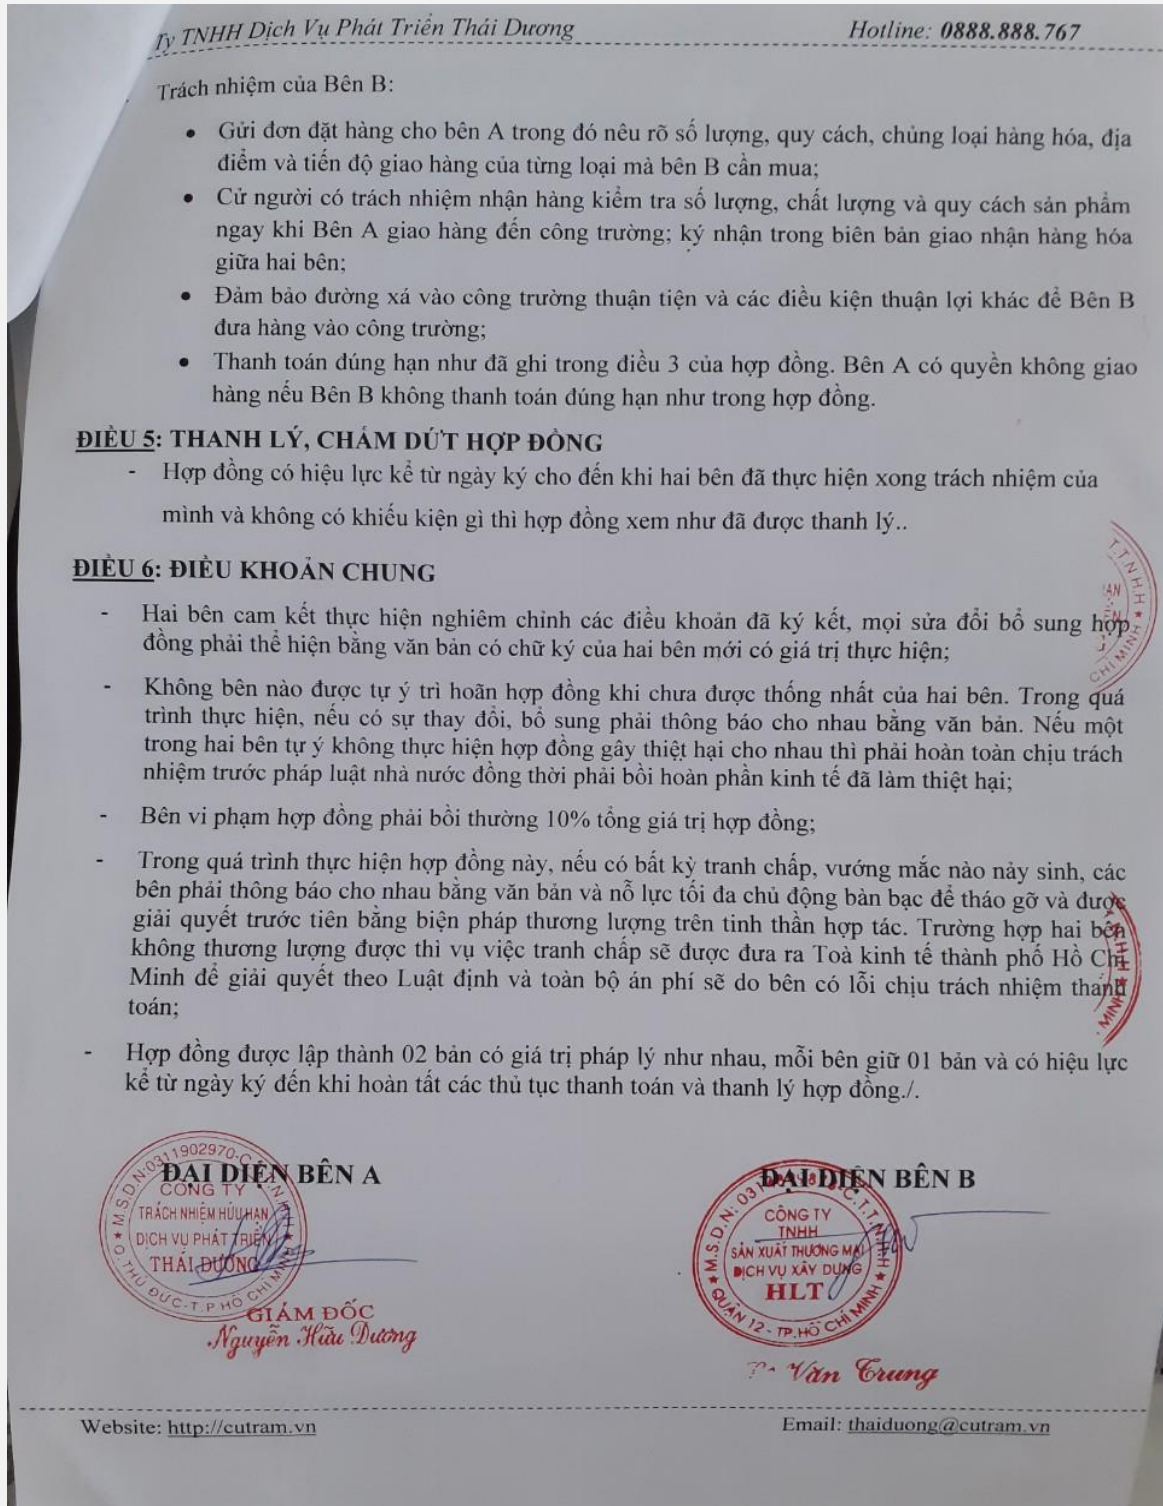 Ty TNHH Dịch Vụ Phát Triển Thái Dương Hotline: 0888.888.767
Trách nhiệm của Bên B:
• Gửi đơn đặt hàng cho bên A trong đó nêu rõ số lượng, quy cách, chủng loại hàng hóa, địa
điểm và tiến độ giao hàng của từng loại mà bên B cần mua;
• Cử người có trách nhiệm nhận hàng kiểm tra số lượng, chất lượng và quy cách sản phẩm
ngay khi Bên A giao hàng đến công trường; ký nhận trong biên bản giao nhận hàng hóa
giữa hai bên;
• Đảm bảo đường xá vào công trường thuận tiện và các điều kiện thuận lợi khác để Bên B
đưa hàng vào công trường;
• Thanh toán đúng hạn như đã ghi trong điều 3 của hợp đồng. Bên A có quyền không giao
hàng nếu Bên B không thanh toán đúng hạn như trong hợp đồng.
ĐIỀU 5: THANH LÝ, CHẤM DỨT HỢP ĐỒNG
- Hợp đồng có hiệu lực kể từ ngày ký cho đến khi hai bên đã thực hiện xong trách nhiệm của
mình và không có khiếu kiện gì thì hợp đồng xem như đã được thanh lý..
ĐIỀU 6: ĐIỀU KHOẢN CHUNG
- Hai bên cam kết thực hiện nghiêm chỉnh các điều khoản đã ký kết, mọi sửa đổi bổ sung hợp
đồng phải thể hiện bằng văn bản có chữ ký của hai bên mới có giá trị thực hiện;
- Không bên nào được tự ý trì hoãn hợp đồng khi chưa được thống nhất của hai bên. Trong quá
trình thực hiện, nếu có sự thay đổi, bổ sung phải thông báo cho nhau bằng văn bản. Nếu một
trong hai bên tự ý không thực hiện hợp đồng gây thiệt hại cho nhau thì phải hoàn toàn chịu trách
nhiệm trước pháp luật nhà nước đồng thời phải bồi hoàn phần kinh tế đã làm thiệt hại;
- Bên vi phạm hợp đồng phải bồi thường 10% tổng giá trị hợp đồng;
- Trong quá trình thực hiện hợp đồng này, nếu có bất kỳ tranh chấp, vướng mắc nào nảy sinh, các
bên phải thông báo cho nhau bằng văn bản và nỗ lực tối đa chủ động bàn bạc để tháo gỡ và được
giải quyết trước tiên bằng biện pháp thương lượng trên tinh thần hợp tác. Trường hợp hai bên
không thương lượng được thì vụ việc tranh chấp sẽ được đưa ra Toà kinh tế thành phố Hồ Chí
Minh để giải quyết theo Luật định và toàn bộ án phí sẽ do bên có lỗi chịu trách nhiệm thanh
toán;
- Hợp đồng được lập thành 02 bản có giá trị pháp lý như nhau, mỗi bên giữ 01 bản và có hiệu lực
kể từ ngày ký đến khi hoàn tất các thủ tục thanh toán và thanh lý hợp đồng./.
ĐẠI DIỆN BÊN A ĐẠI DIỆN BÊN B
M.S.D.N:0311902970-C.T.T.N.H.H
CÔNG TY
TRÁCH NHIỆM HỮU HẠN
DỊCH VỤ PHÁT TRIỂN
THÁI DƯƠNG
Q.THỦ ĐỨC-T.P HỒ CHÍ MINH
GIÁM ĐỐC
Nguyễn Hữu Dương
CÔNG TY
TNHH
SẢN XUẤT THƯƠNG MẠI
DỊCH VỤ XÂY DỰNG
HLT
QUẬN 12 - TP.HỒ CHÍ MINH
Văn Trung
Website: http://cutram.vn Email: thaiduong@cutram.vn